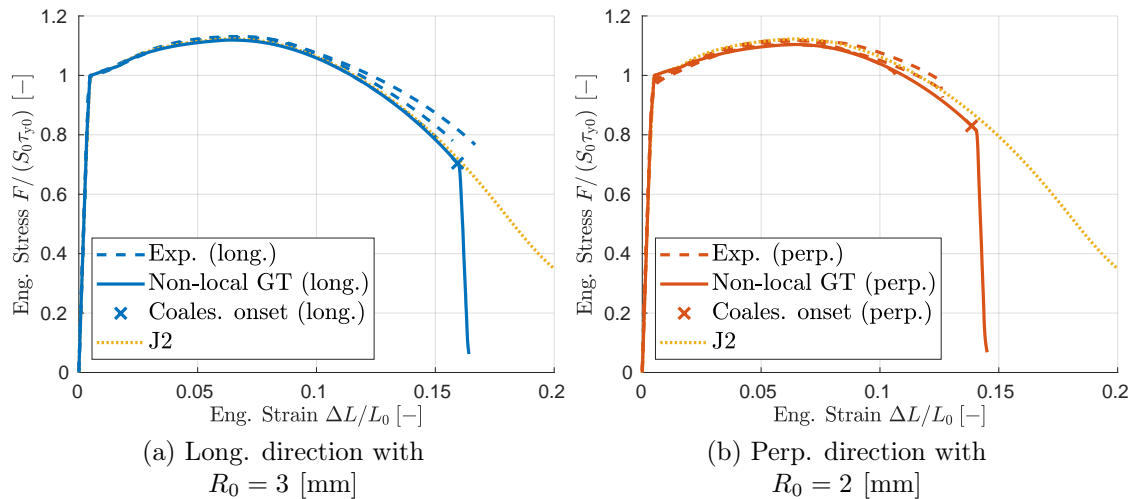 1.2
1
0.8
0.6
0.4
0.2
0
Eng. Stress F/(S₀τ_y0) [−]
Exp. (long.)
Non-local GT (long.)
Coales. onset (long.)
J2
0 0.05 0.1 0.15 0.2
Eng. Strain ΔL/L₀ [−]
(a) Long. direction with
R₀ = 3 [mm]
1.2
1
0.8
0.6
0.4
0.2
0
Eng. Stress F/(S₀τ_y0) [−]
Exp. (perp.)
Non-local GT (perp.)
Coales. onset (perp.)
J2
0 0.05 0.1 0.15 0.2
Eng. Strain ΔL/L₀ [−]
(b) Perp. direction with
R₀ = 2 [mm]